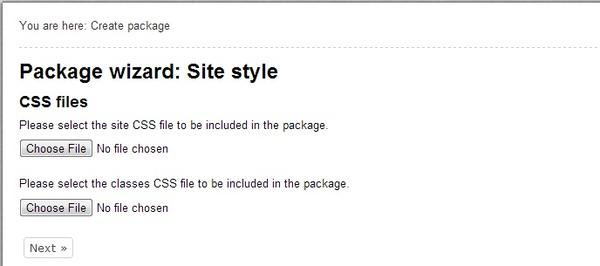 You are here: Create package
Package wizard: Site style
CSS files
Please select the site CSS file to be included in the package.
Choose File No file chosen
Please select the classes CSS file to be included in the package.
Choose File No file chosen
Next »